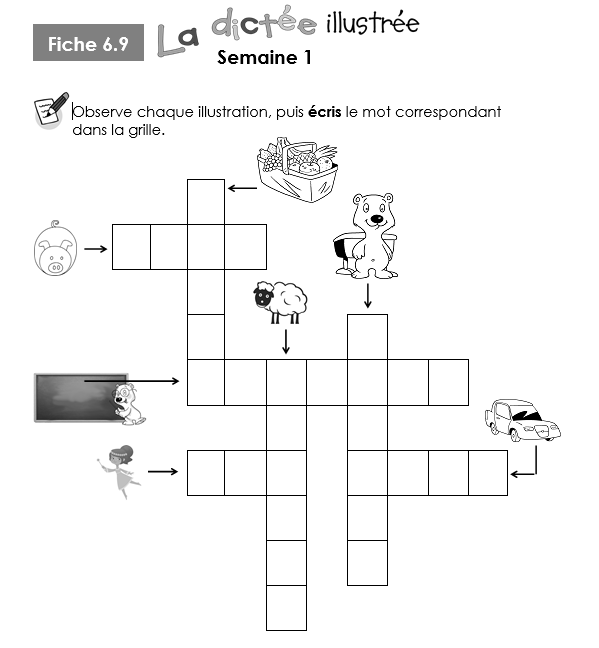 Fiche 6.9
La dictée illustrée
Semaine 1
Observe chaque illustration, puis écris le mot correspondant
dans la grille.